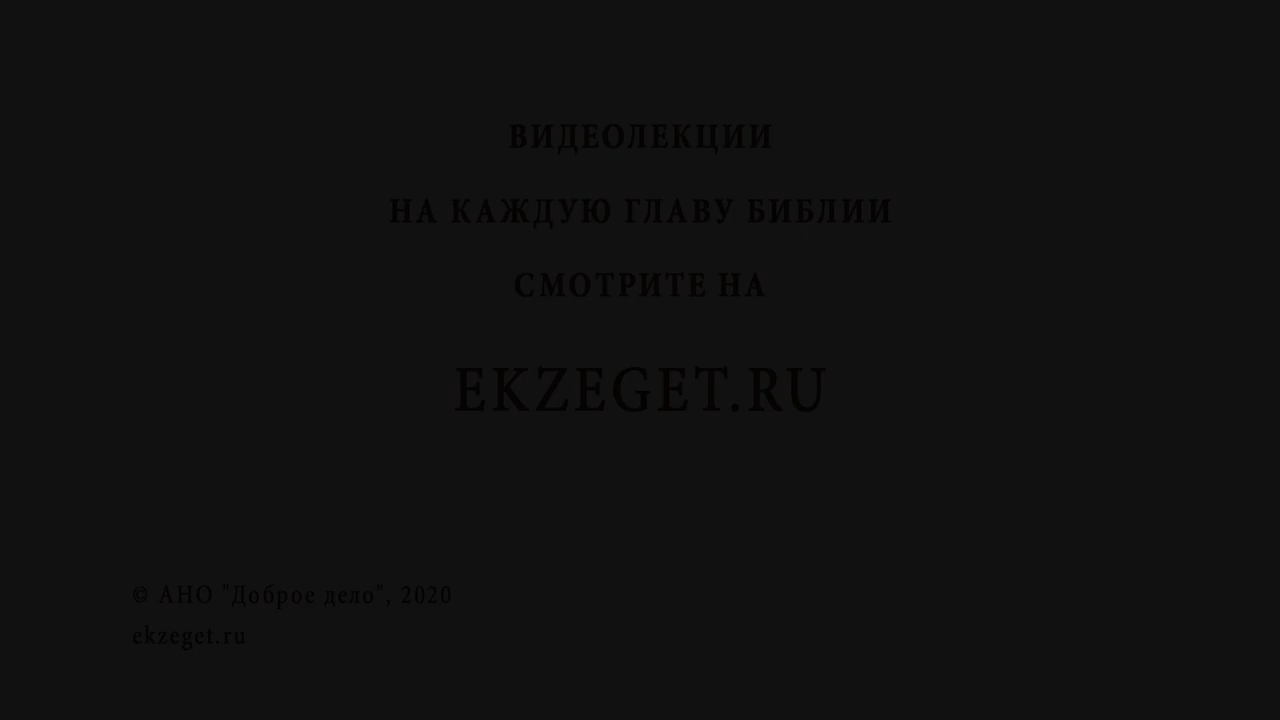 ВИДЕОЛЕКЦИИ
НА КАЖДУЮ ГЛАВУ БИБЛИИ
СМОТРИТЕ НА
EKZEGET.RU
© АНО "Доброе дело", 2020
ekzeget.ru